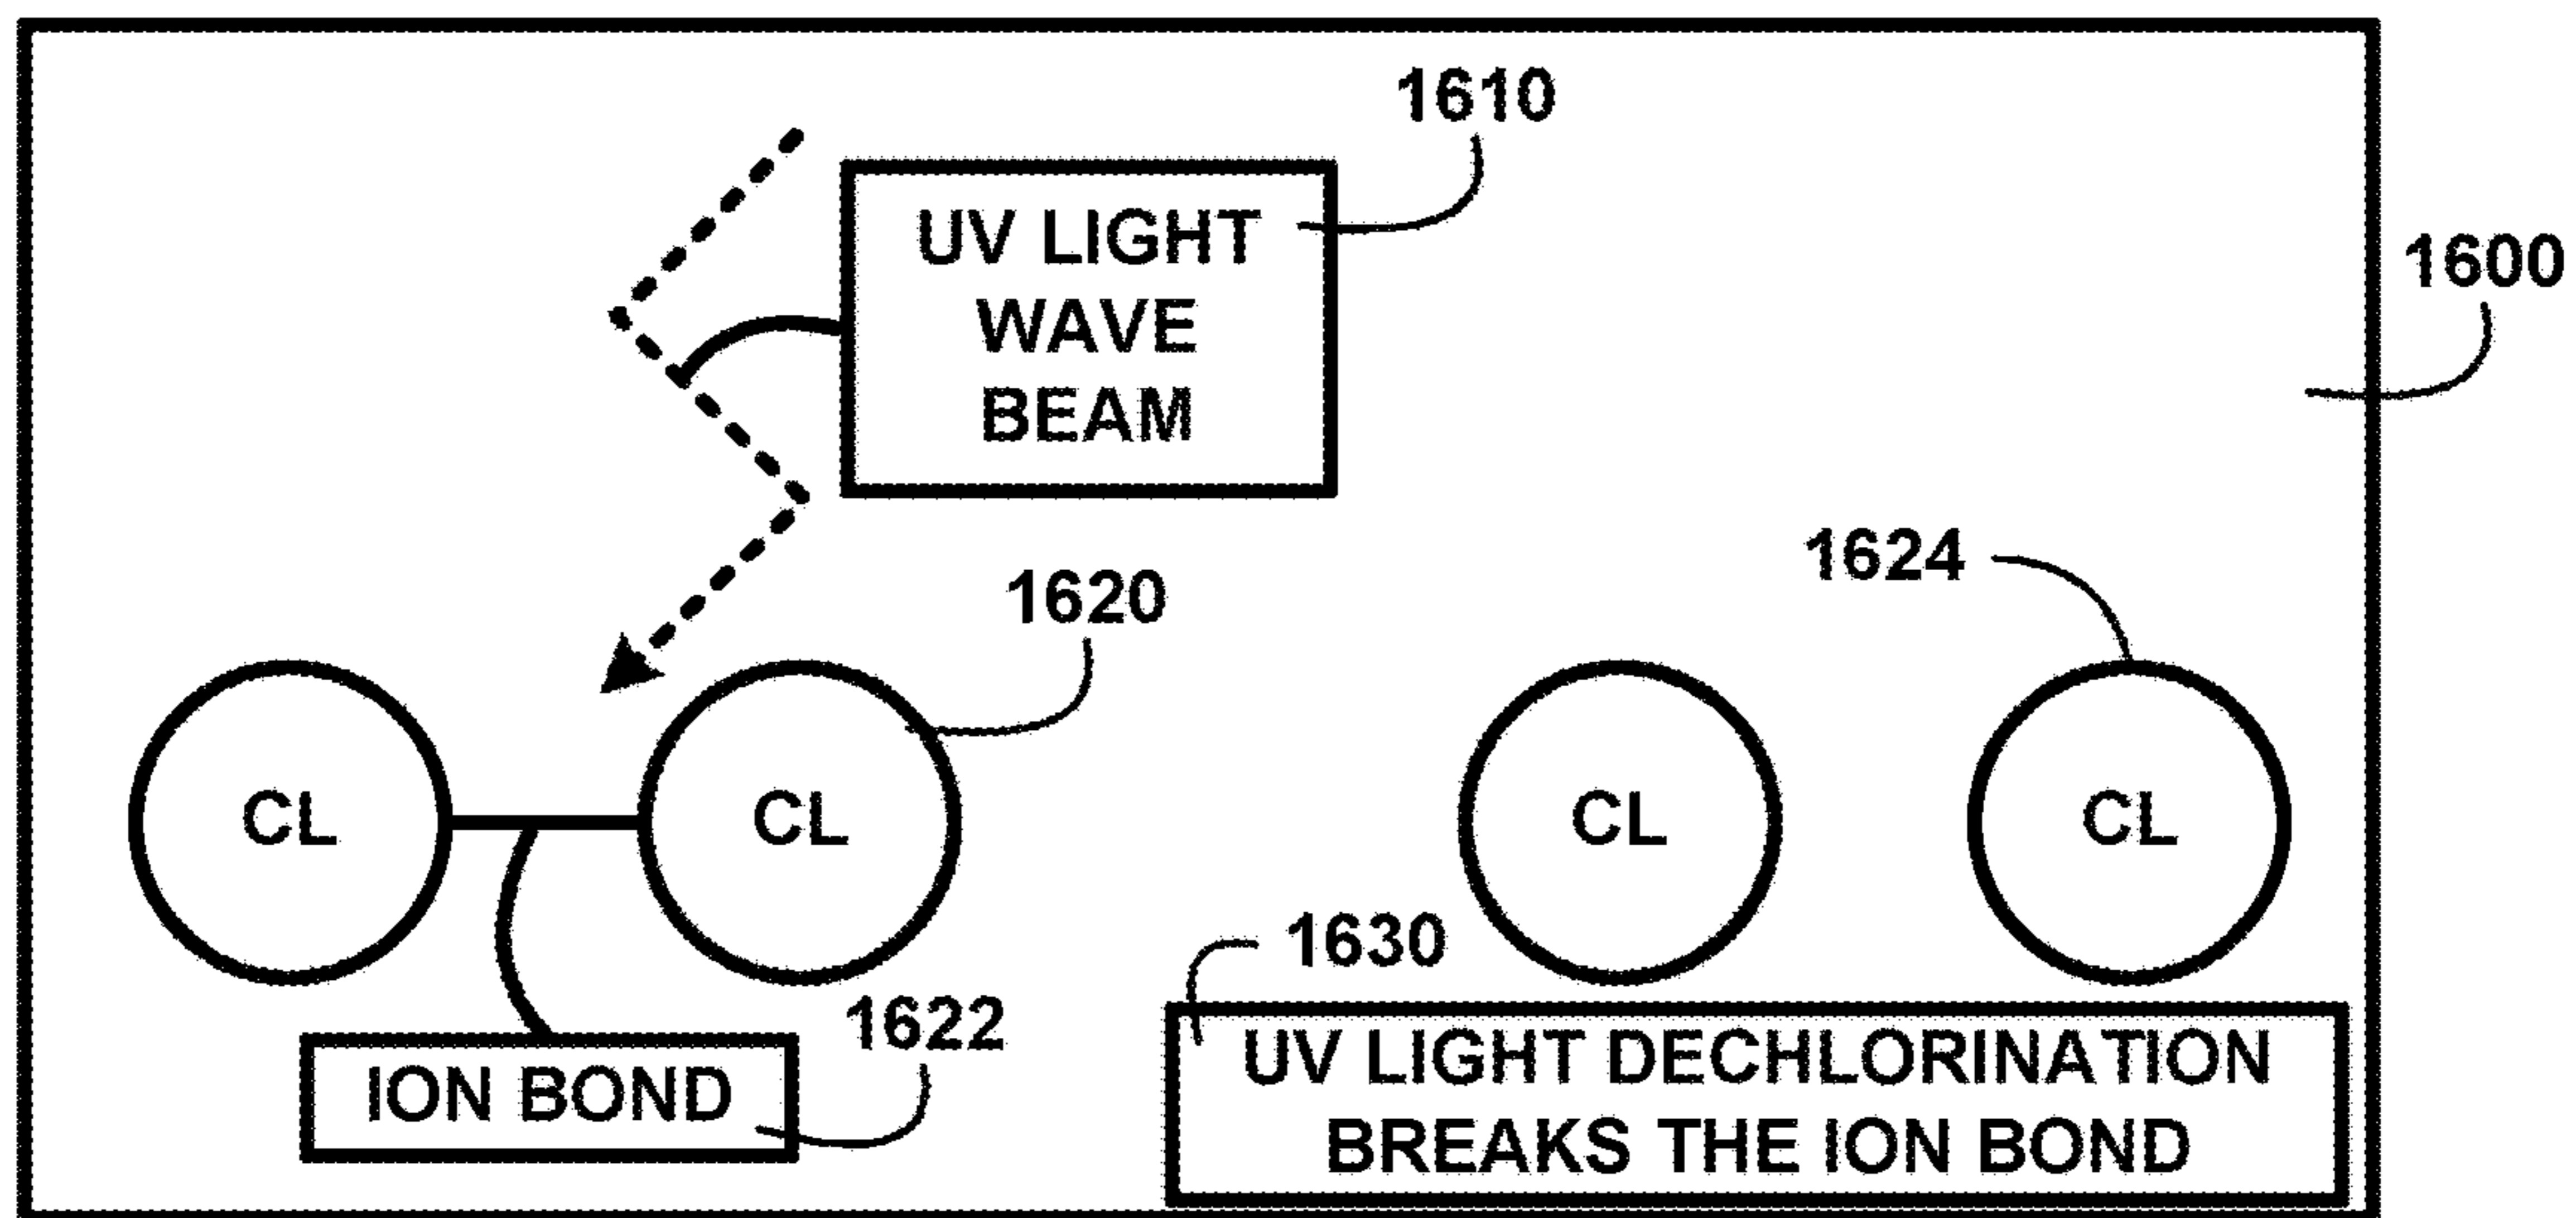 1610
UV LIGHT
WAVE
BEAM
1600
1624
1620
CL
CL
CL
CL
1630
1622
ION BOND
UV LIGHT DECHLORINATION
BREAKS THE ION BOND